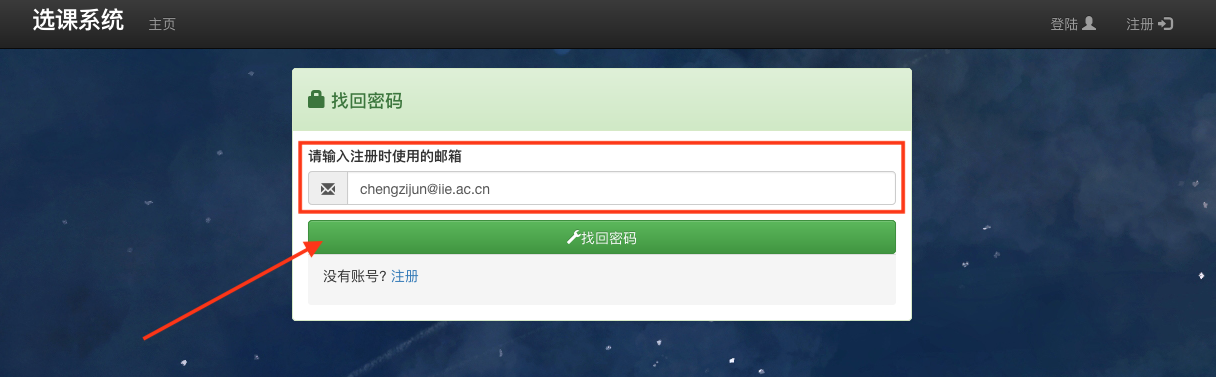 选课系统 主页 登陆 注册
找回密码
请输入注册时使用的邮箱
chengzijun@iie.ac.cn
找回密码
没有账号? 注册